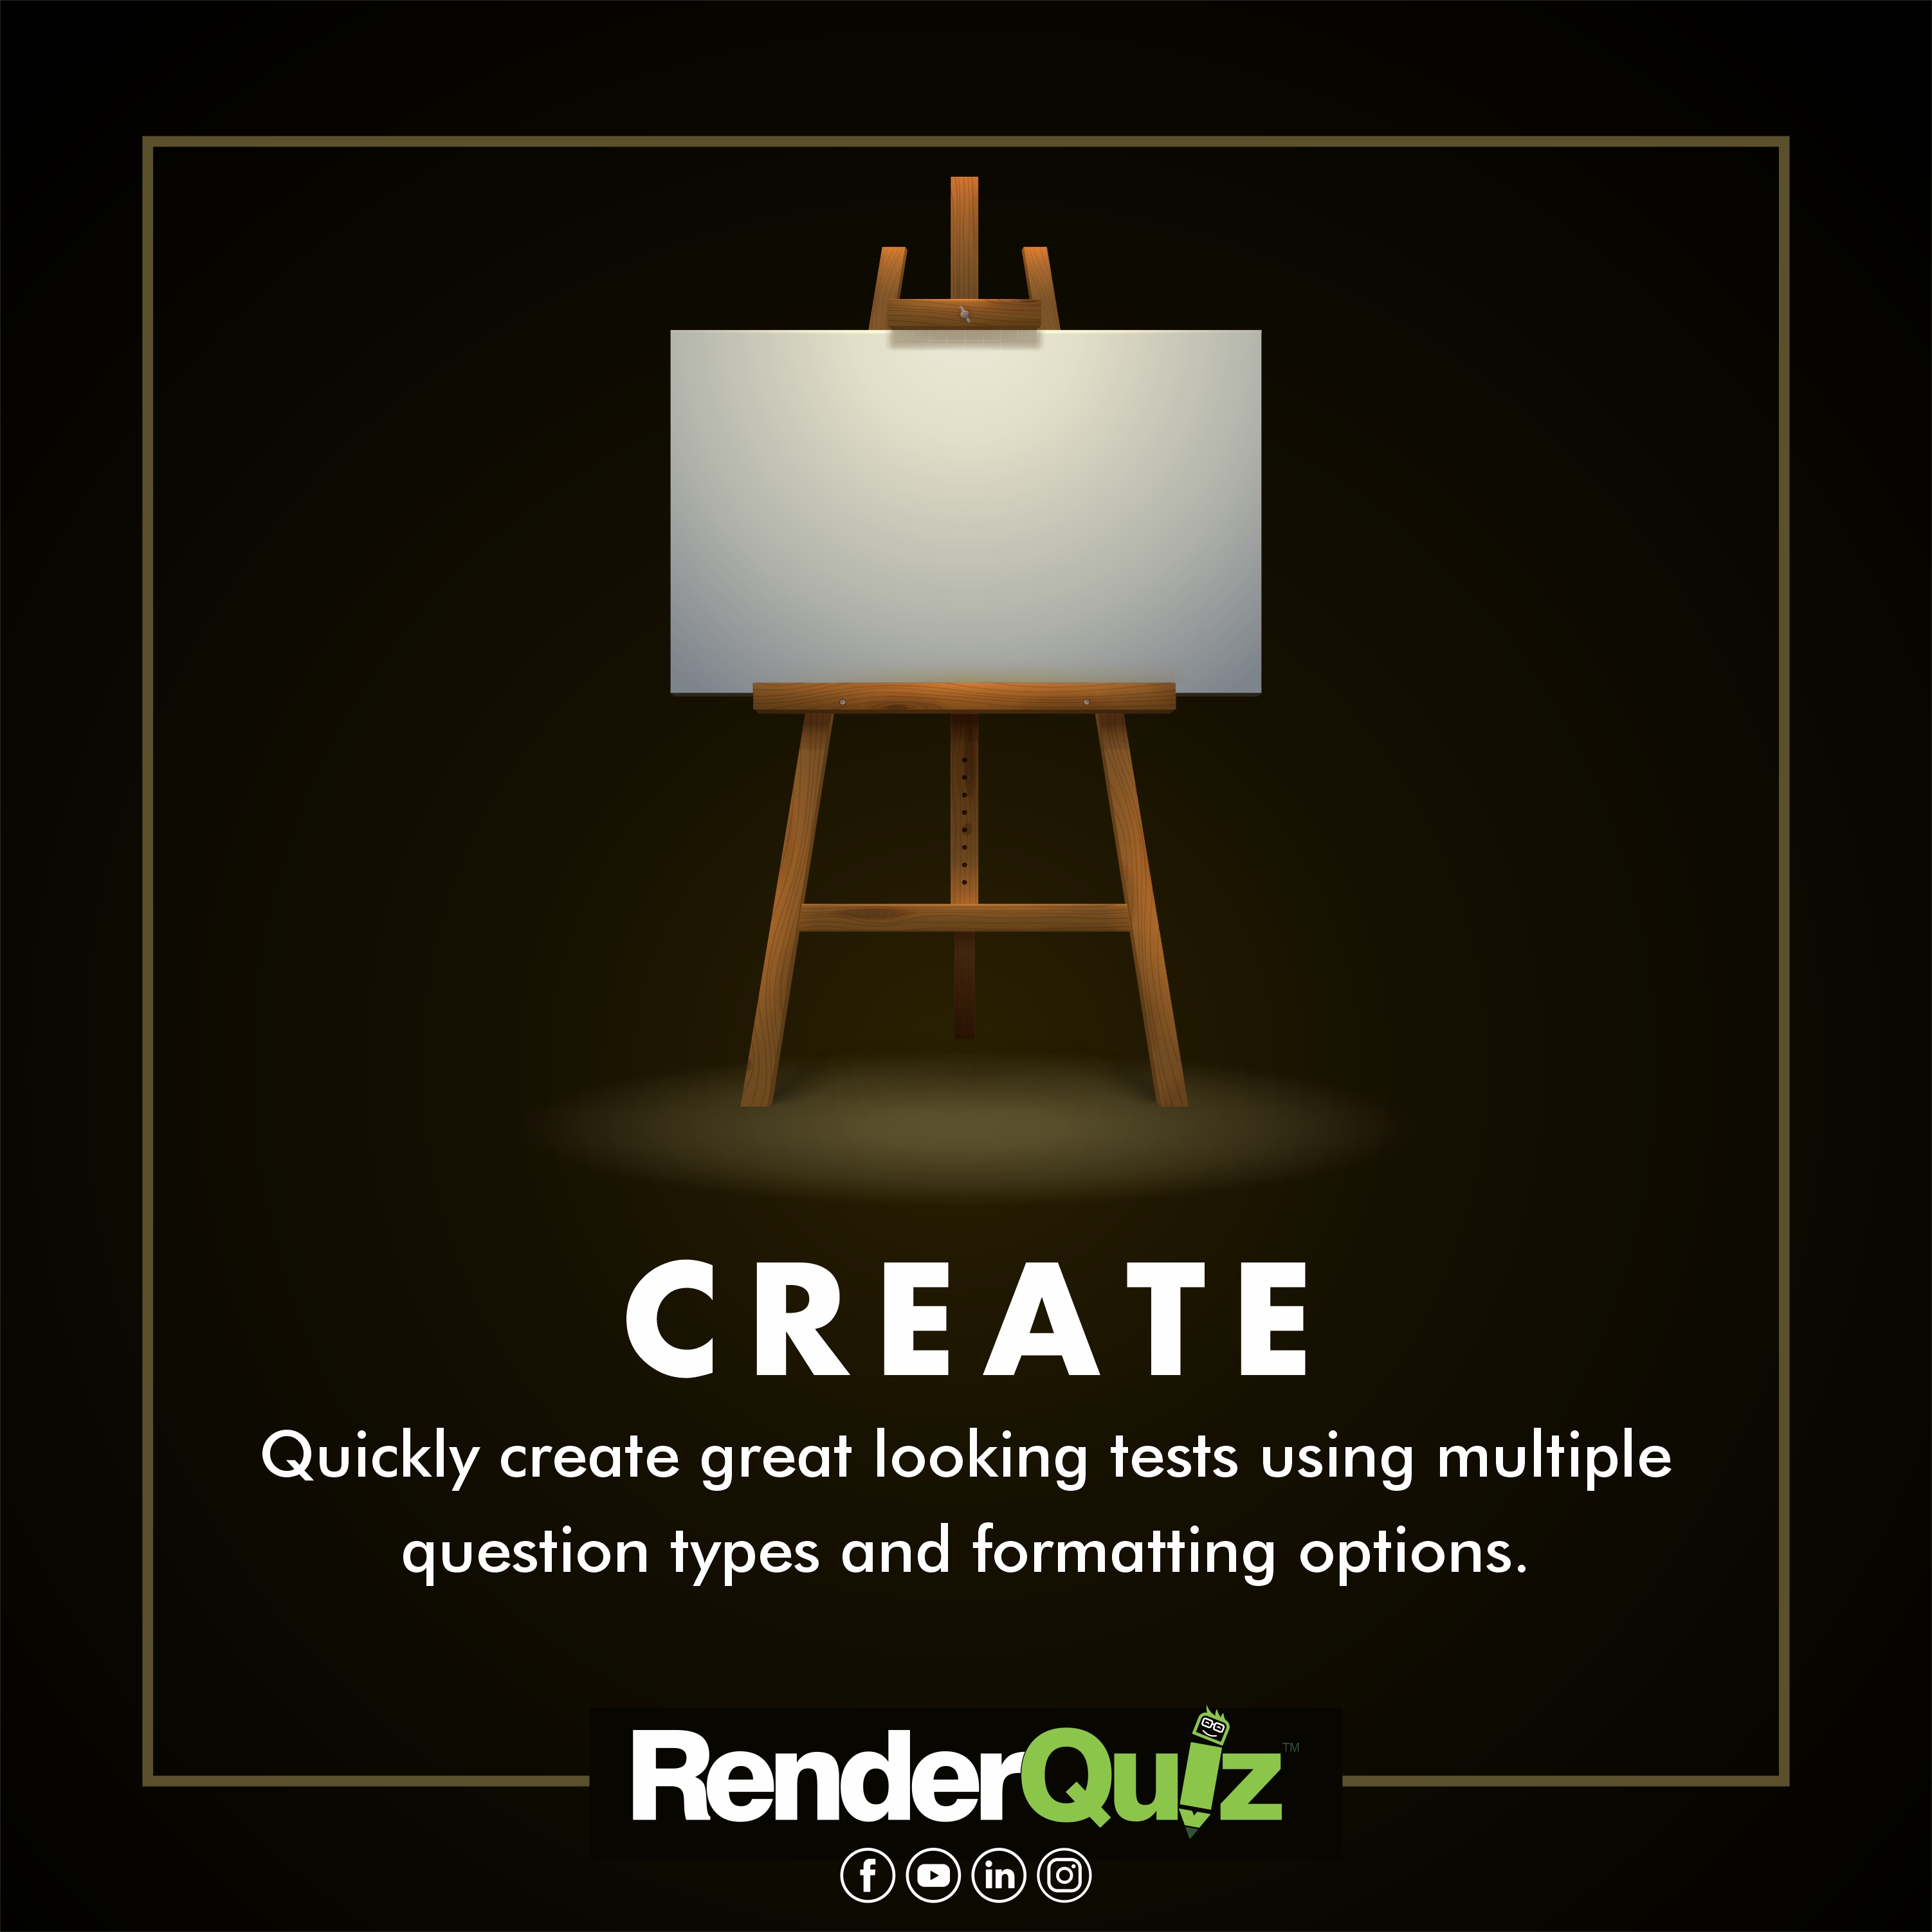 CREATE
Quickly create great looking tests using multiple
question types and formatting options.
RenderQuiz™